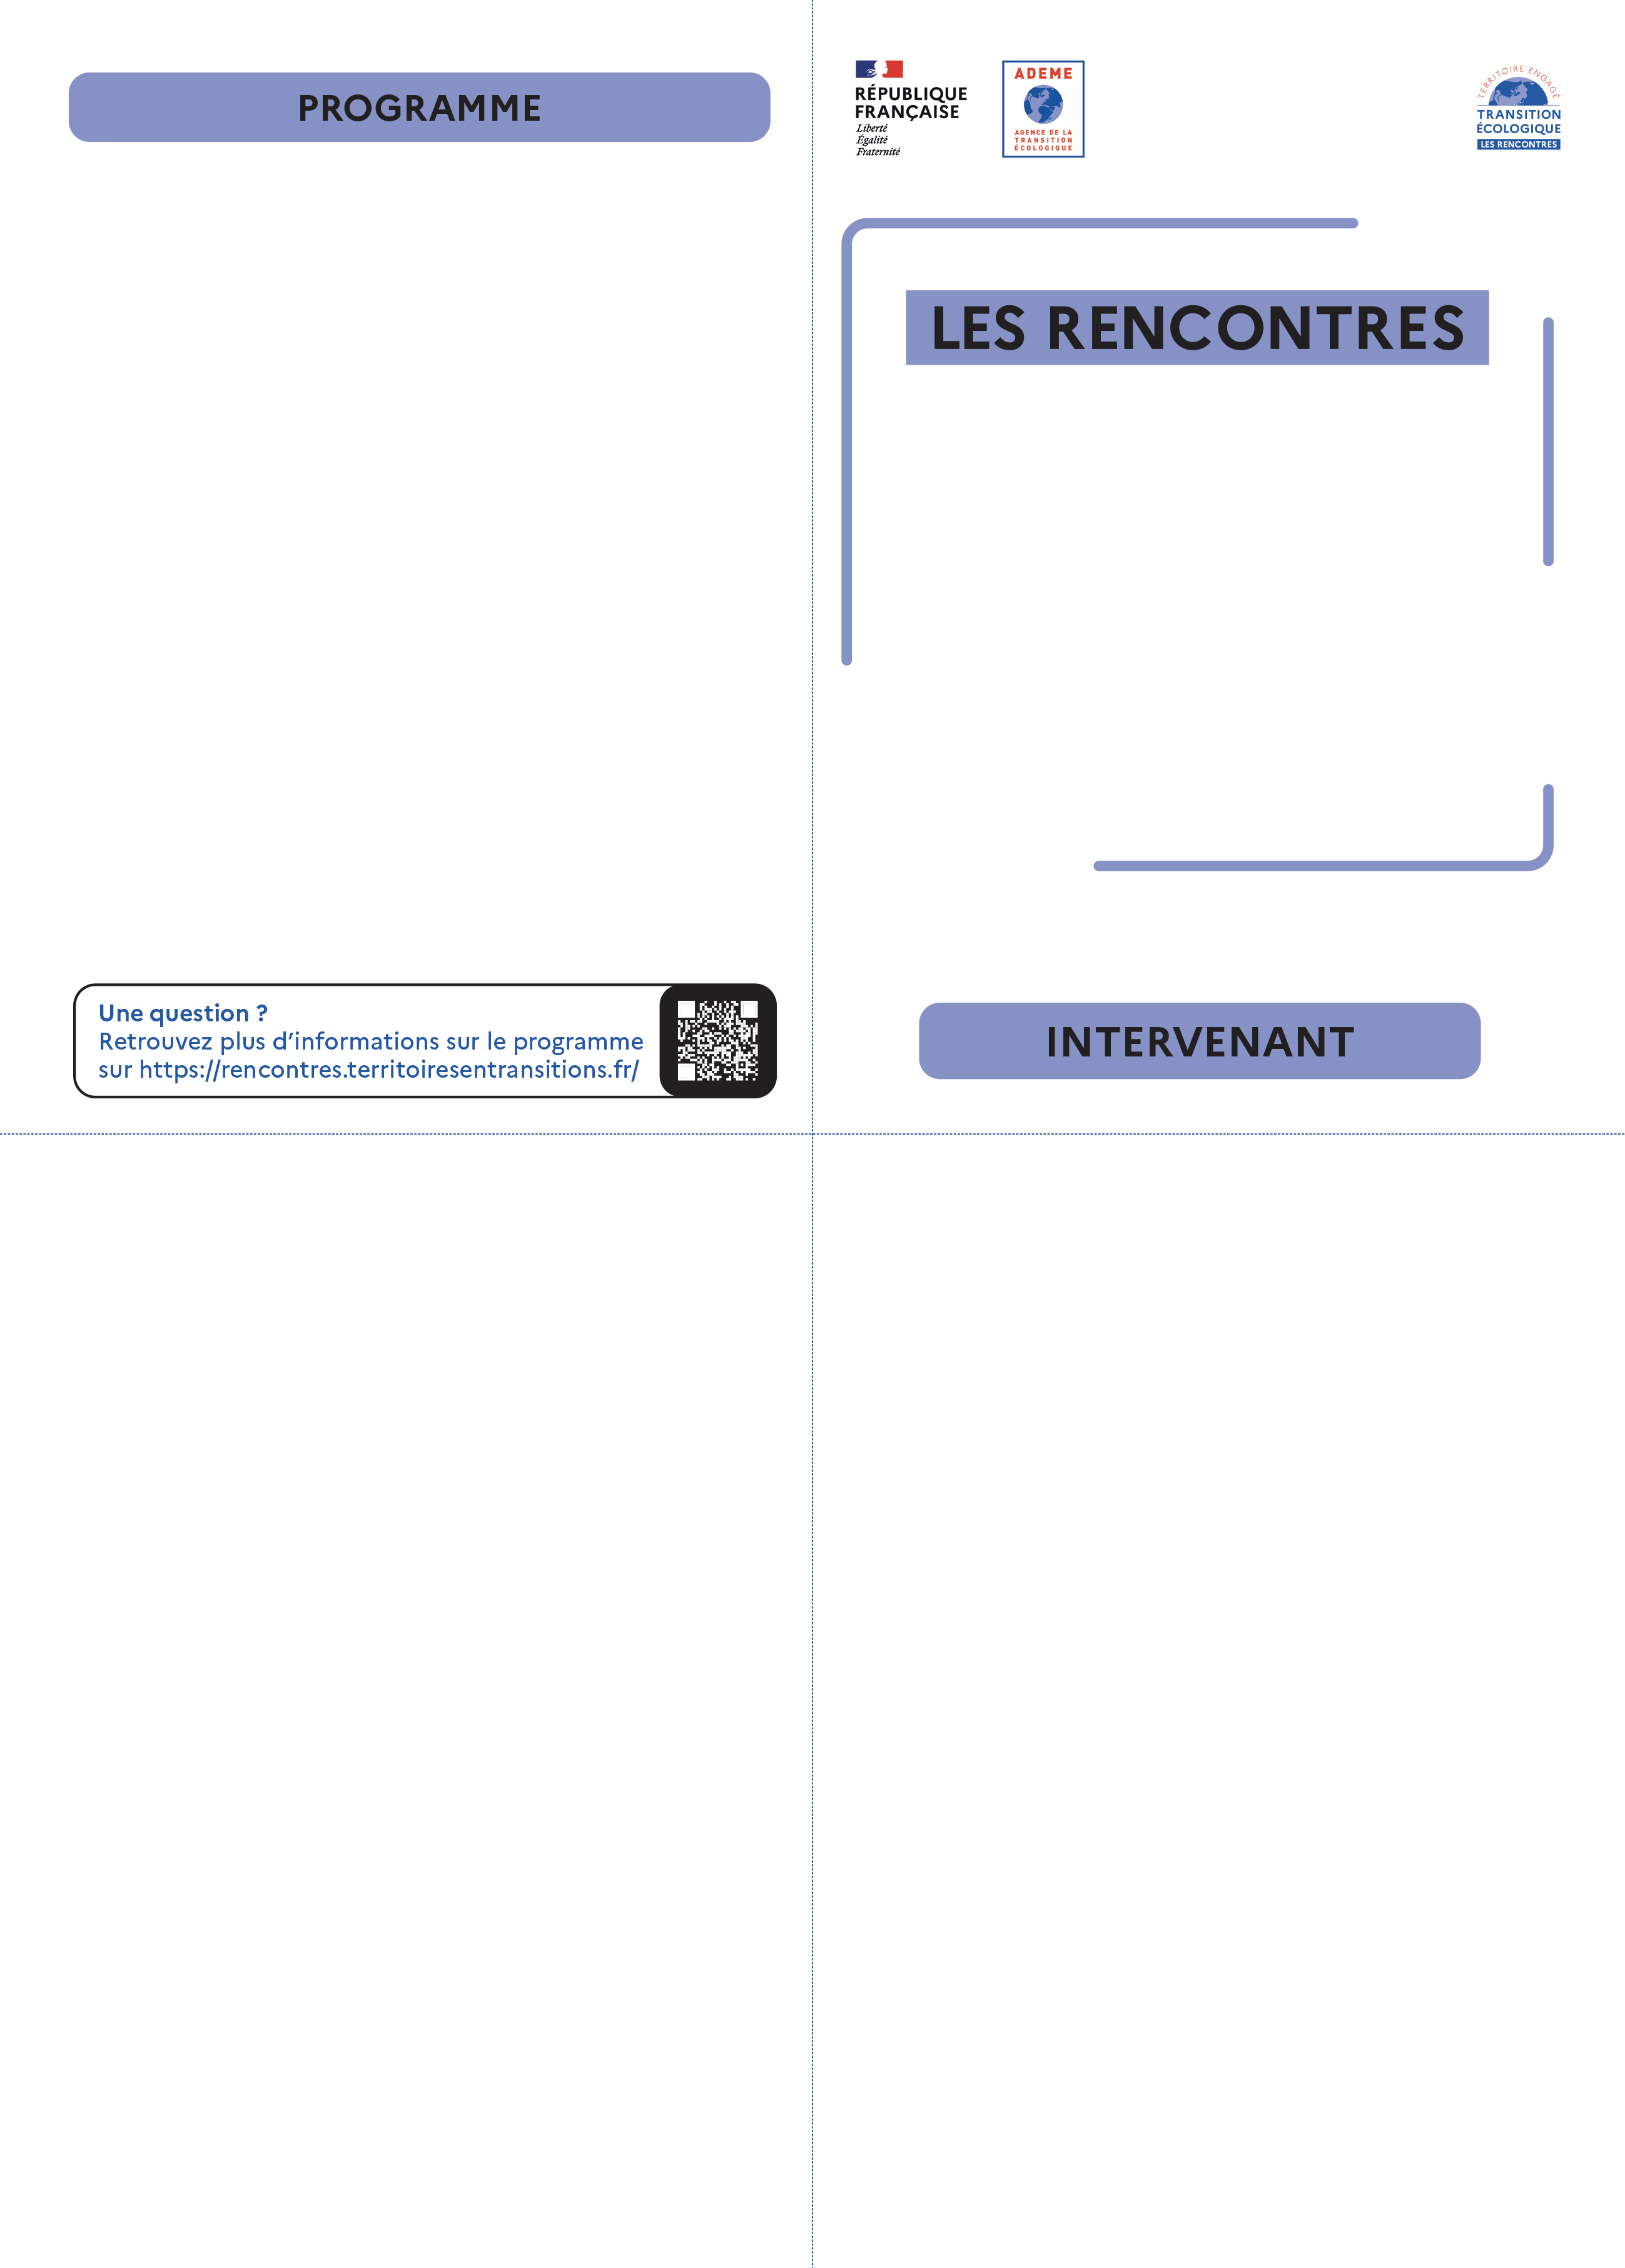 PROGRAMME
Une question ?
Retrouvez plus d’informations sur le programme
sur https://rencontres.territoiresentransitions.fr/
RÉPUBLIQUE
FRANÇAISE
Liberté
Égalité
Fraternité
ADEME
AGENCE DE LA
TRANSITION
ÉCOLOGIQUE
TERRITOIRE ENGAGÉ
TRANSITION
ÉCOLOGIQUE
LES RENCONTRES
LES RENCONTRES
INTERVENANT